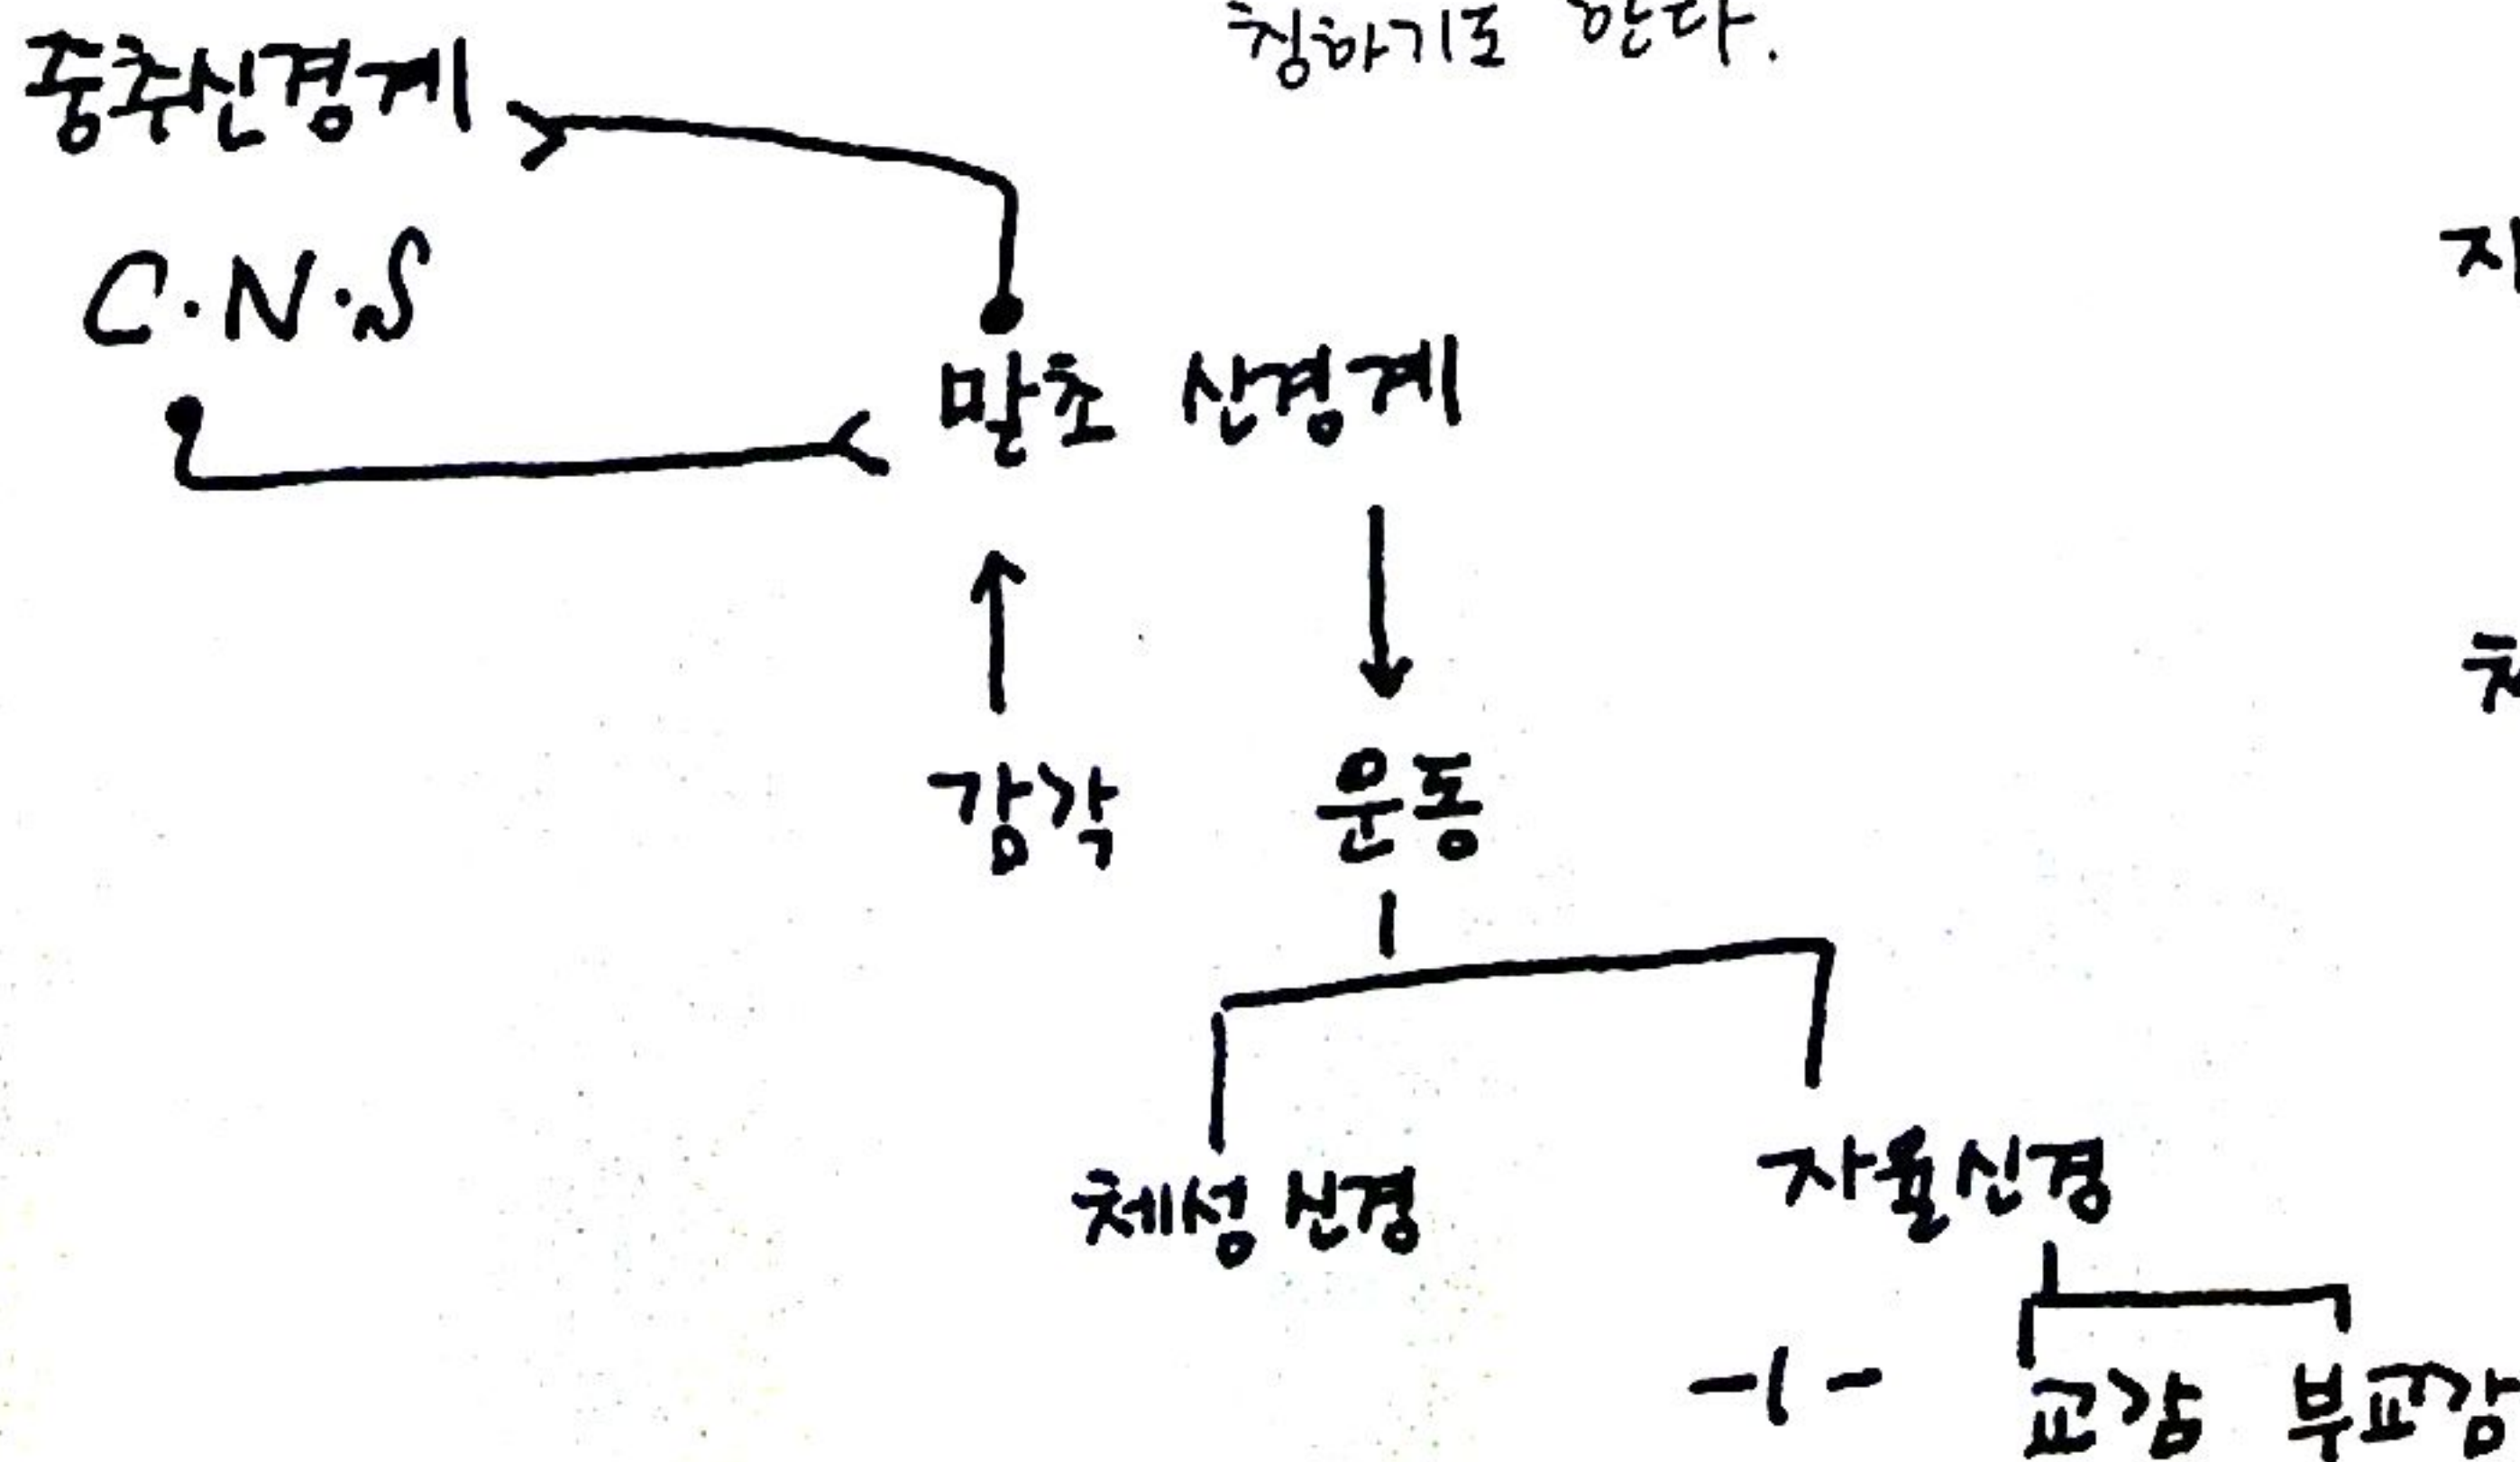 칭하기로 한다.
중추신경계
C.N.S
말초 신경계
감각 운동
체성 신경 자율신경
교감 부교감